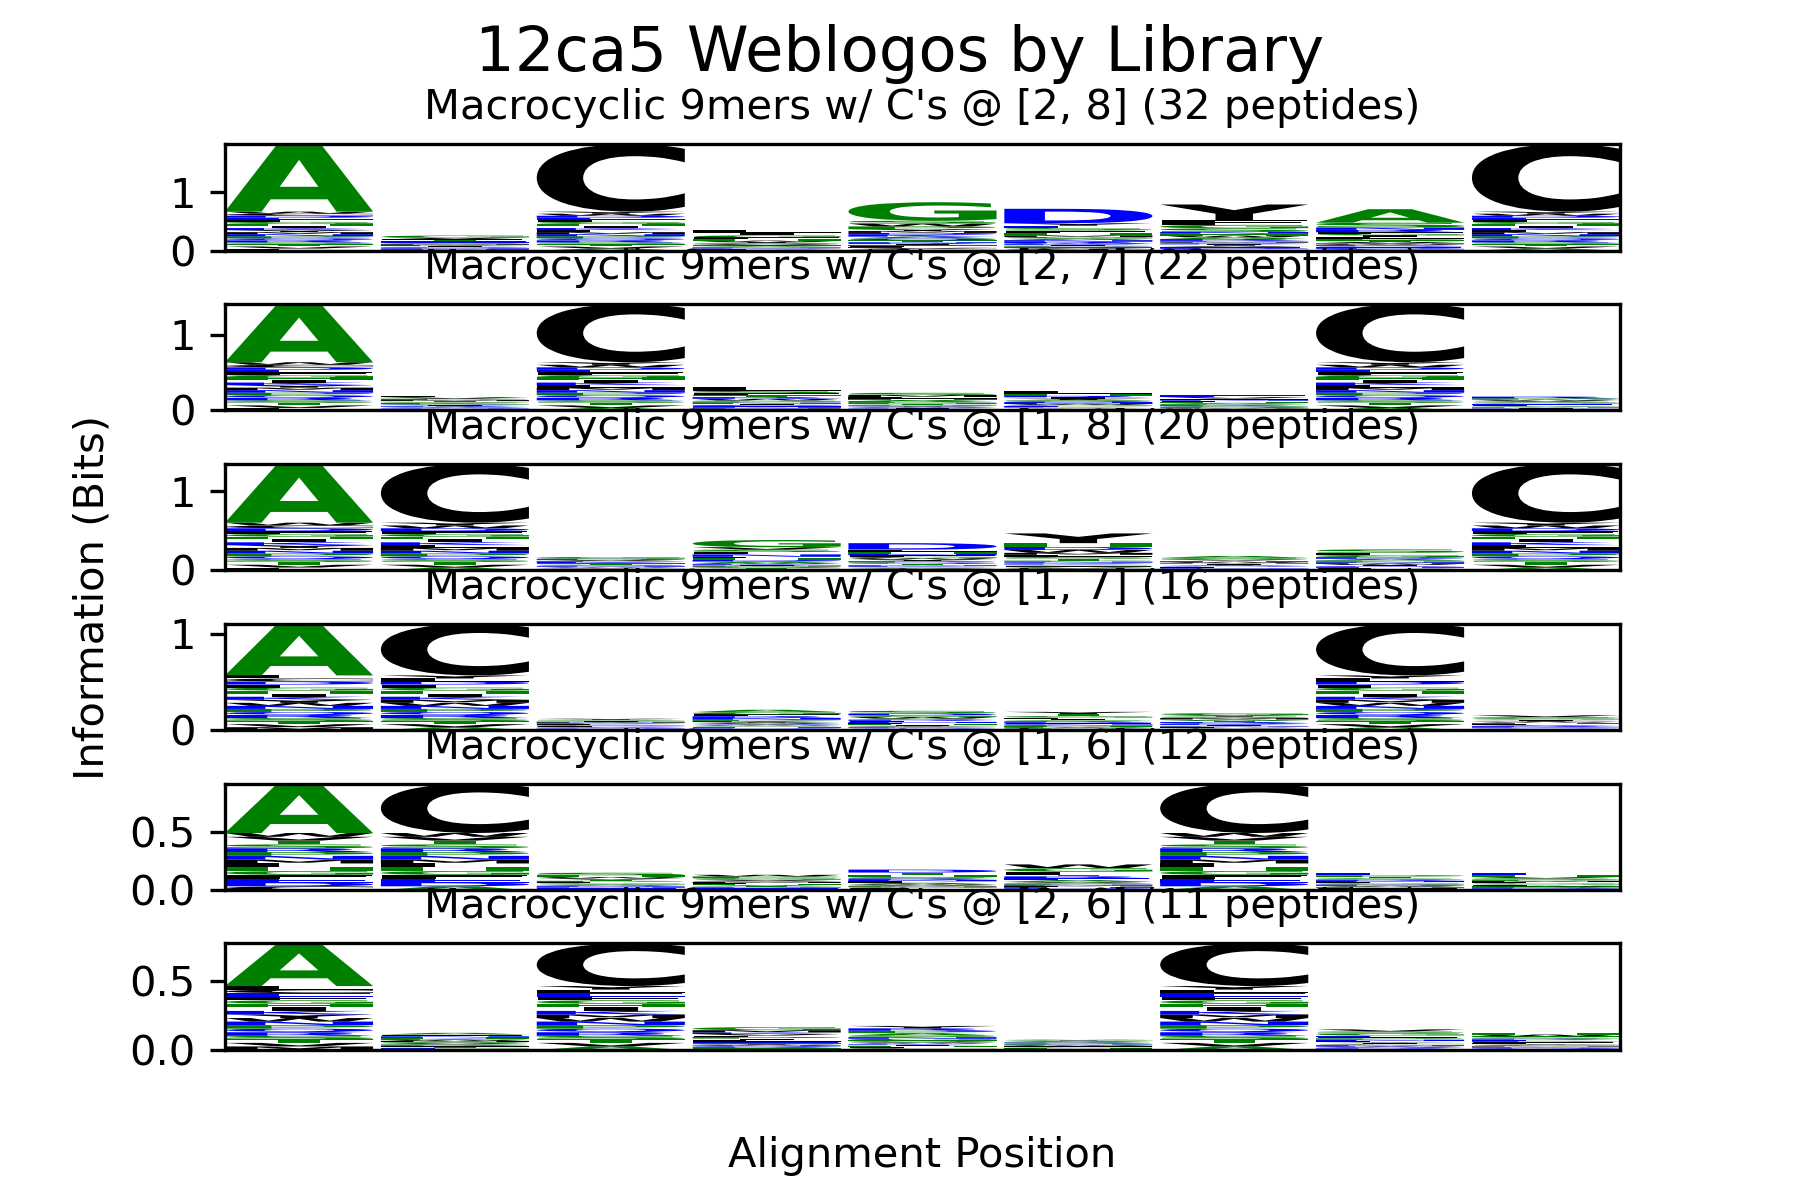 12ca5 Weblogos by Library
Macrocyclic 9mers w/ C's @ [2, 8] (32 peptides)
1
0
A C G D Y A C
Macrocyclic 9mers w/ C's @ [2, 7] (22 peptides)
1
0
A C C
Macrocyclic 9mers w/ C's @ [1, 8] (20 peptides)
1
0
A C G D Y C
Macrocyclic 9mers w/ C's @ [1, 7] (16 peptides)
1
0
A C C
Macrocyclic 9mers w/ C's @ [1, 6] (12 peptides)
0.5
0.0
A C C
Macrocyclic 9mers w/ C's @ [2, 6] (11 peptides)
0.5
0.0
A C C
Information (Bits)
Alignment Position